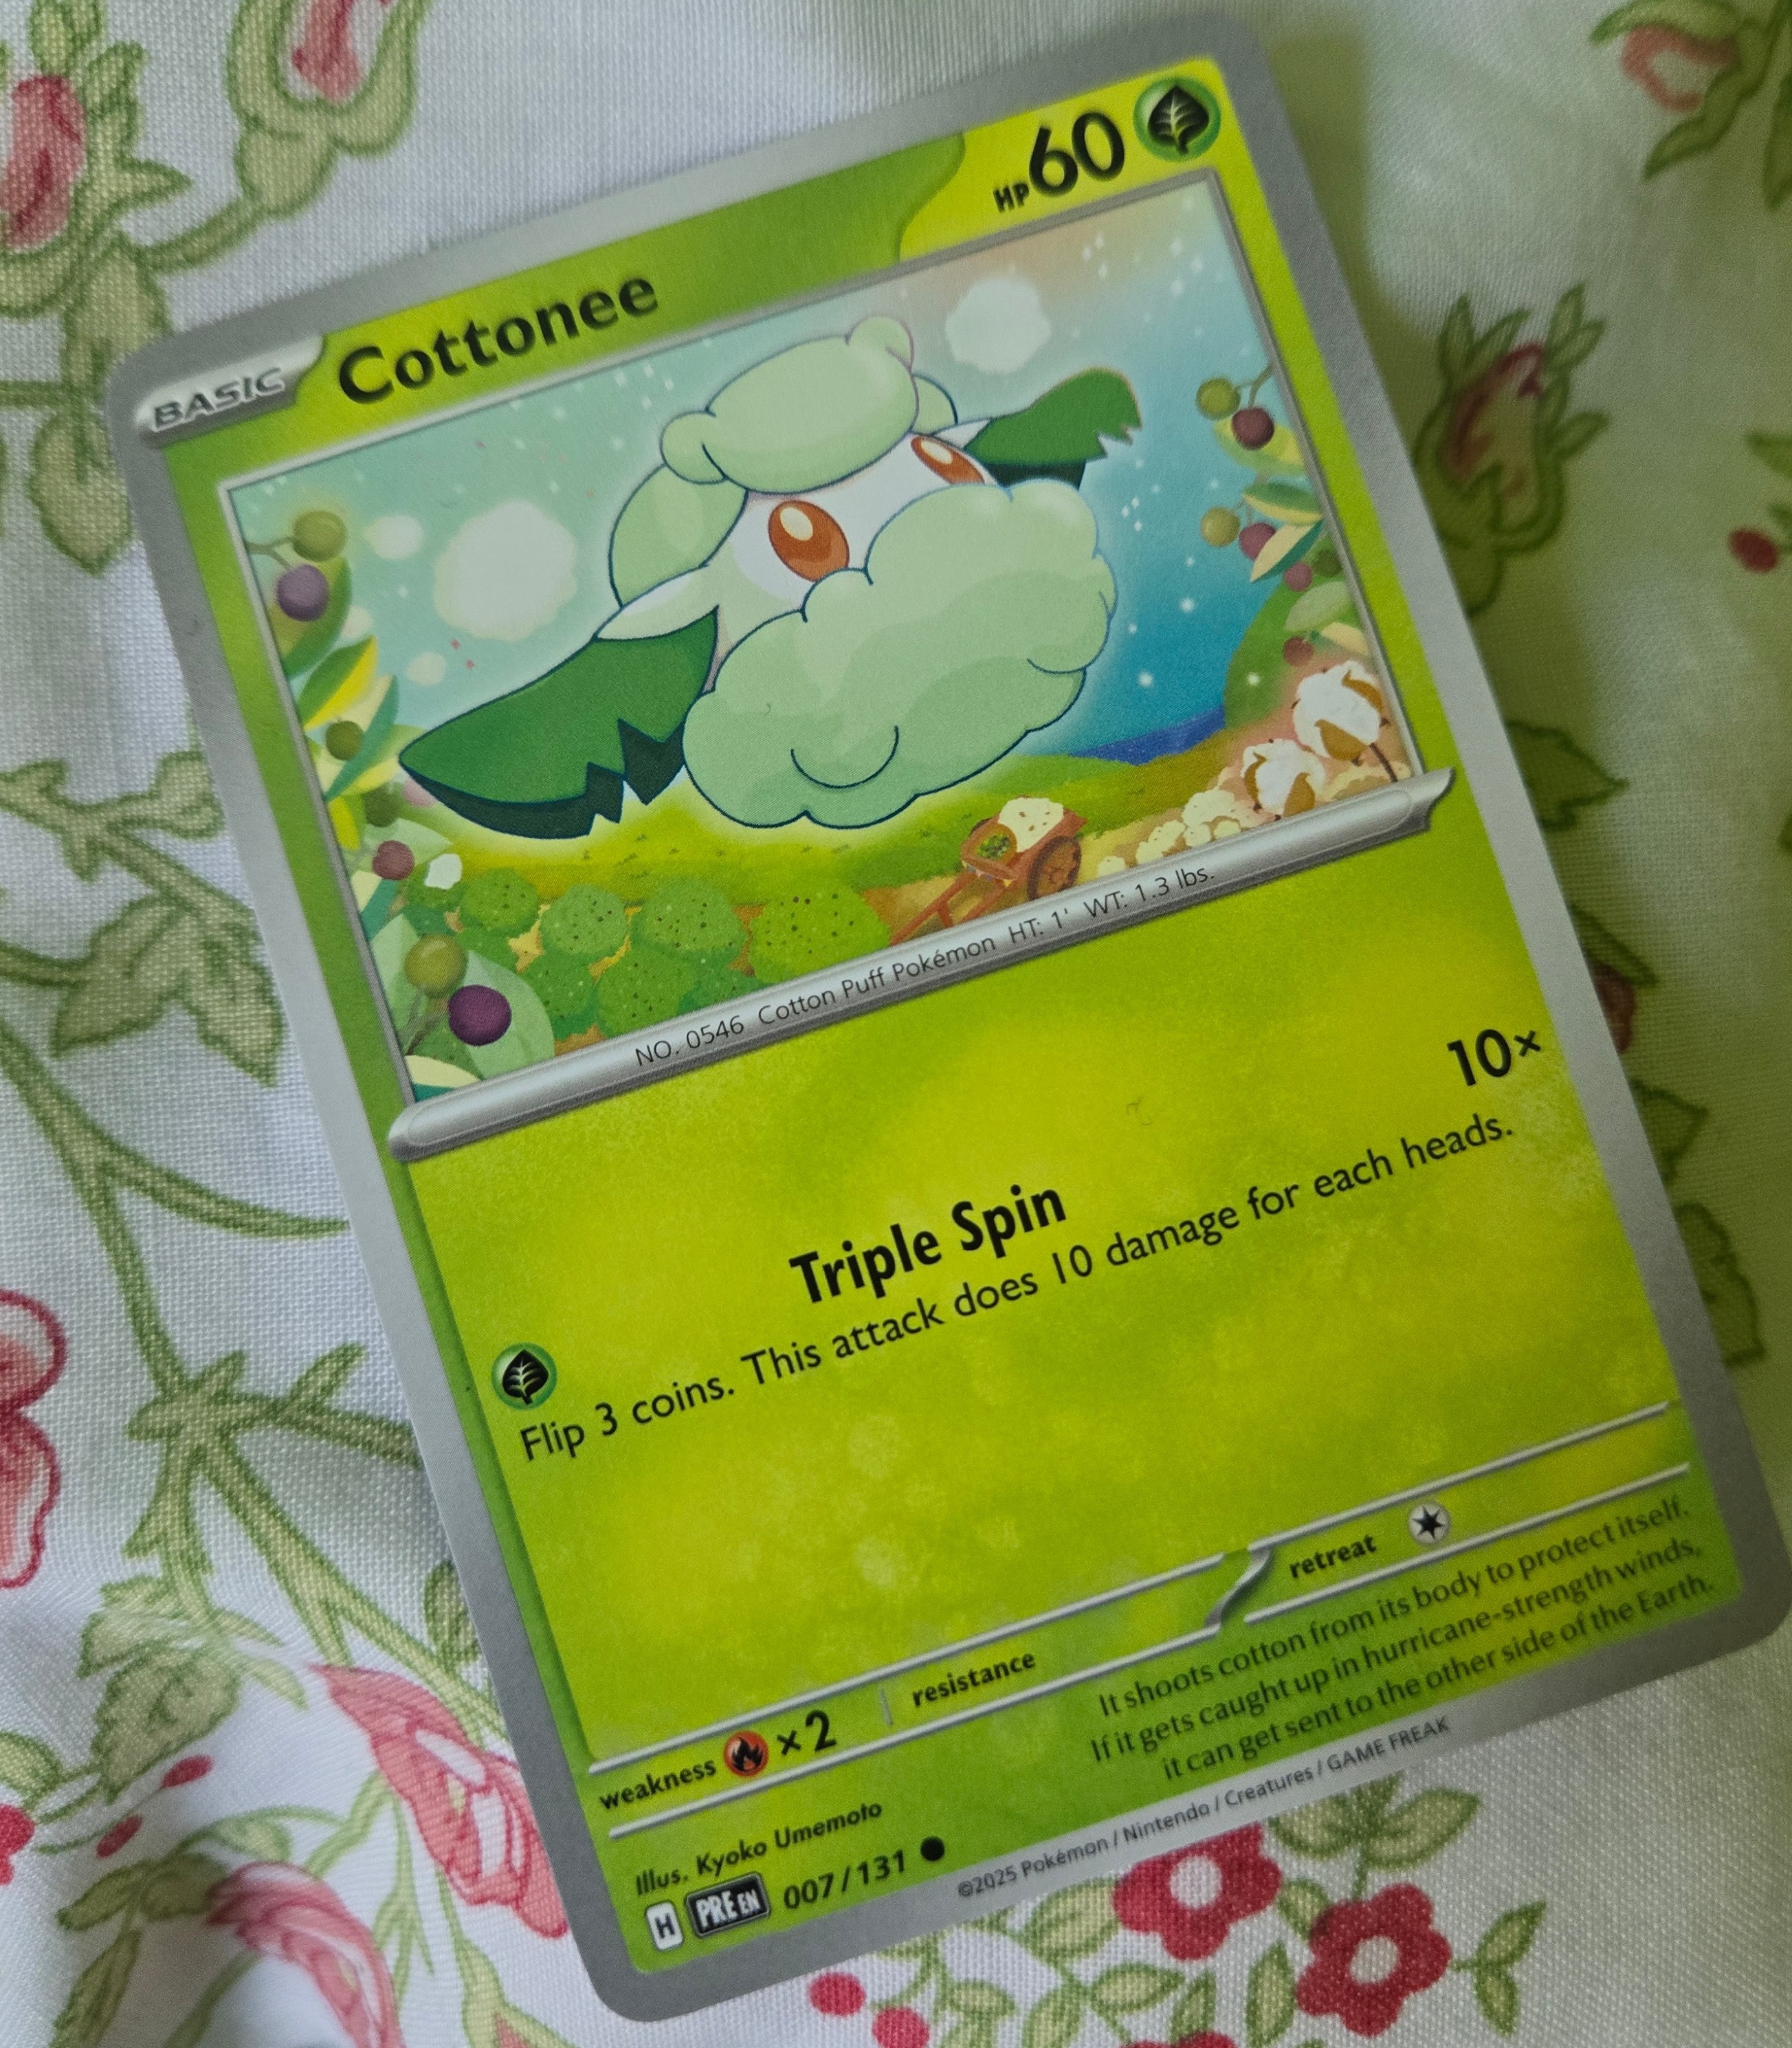 BASIC
Cottonee
HP 60
NO. 0546 Cotton Puff Pokémon HT: 1' WT: 1.3 lbs.
Triple Spin 10×
Flip 3 coins. This attack does 10 damage for each heads.
weakness ×2 resistance retreat
It shoots cotton from its body to protect itself.
If it gets caught up in hurricane-strength winds,
it can get sent to the other side of the Earth.
Illus. Kyoko Umemoto
H PRE EN 007/131
©2025 Pokémon / Nintendo / Creatures / GAME FREAK